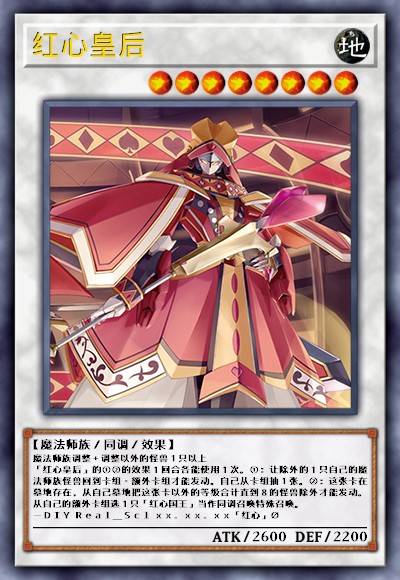 红心皇后
地
【魔法师族/同调/效果】
魔法师族调整+调整以外的怪兽1只以上
「红心皇后」的①②的效果1回合各能使用1次。①：让除外的1只自己的魔
法师族怪兽回到卡组·额外卡组才能发动。自己从卡组抽1张。②：这张卡在
墓地存在，从自己墓地把这张卡以外的等级合计直到8的怪兽除外才能发动。
从自己的额外卡组选1只「红心国王」当作同调召唤特殊召唤。
－DIY Real＿Scl xx．xx．xx「红心」∅
ATK/2600 DEF/2200